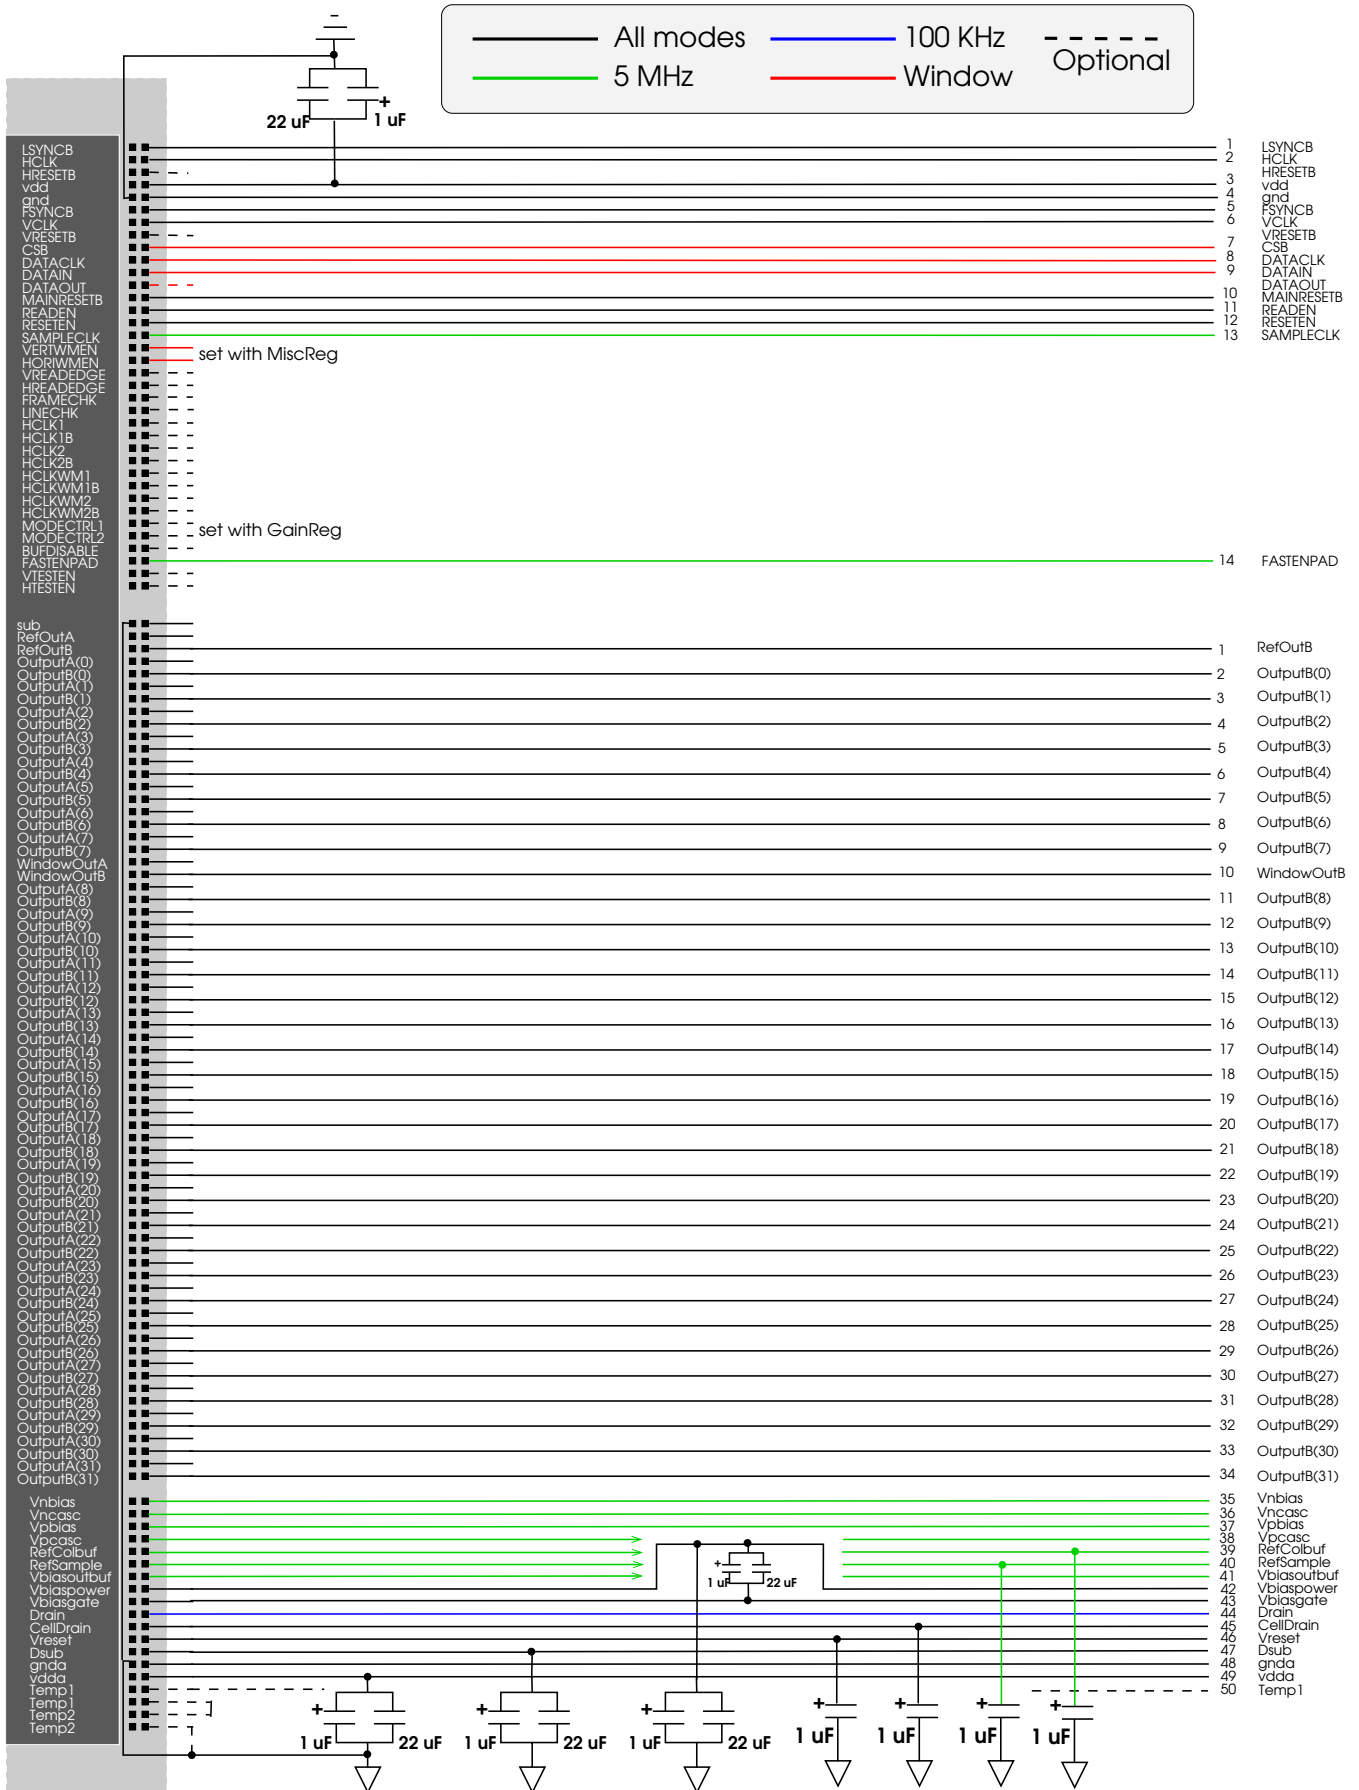 All modes
100 KHz
Optional
5 MHz
Window
22 uF
+
1 uF
LSYNCB
HCLK
HRESETB
vdd
gnd
FSYNCB
VCLK
VRESETB
CSB
DATACLK
DATAIN
DATAOUT
MAINRESETB
READEN
RESETEN
SAMPLECLK
VERTWMEN
HORIWMEN
VREADEDGE
HREADEDGE
FRAMECHK
LINECHK
HCLK1
HCLK1B
HCLK2
HCLK2B
HCLKWM1
HCLKWM1B
HCLKWM2
HCLKWM2B
MODECTRL1
MODECTRL2
BUFDISABLE
FASTENPAD
VTESTEN
HTESTEN
set with MiscReg
set with GainReg
1 LSYNCB
2 HCLK
HRESETB
3 vdd
4 gnd
5 FSYNCB
6 VCLK
VRESETB
7 CSB
8 DATACLK
9 DATAIN
DATAOUT
10 MAINRESETB
11 READEN
12 RESETEN
13 SAMPLECLK
14 FASTENPAD
sub
RefOutA
RefOutB
OutputA(0)
OutputB(0)
OutputA(1)
OutputB(1)
OutputA(2)
OutputB(2)
OutputA(3)
OutputB(3)
OutputA(4)
OutputB(4)
OutputA(5)
OutputB(5)
OutputA(6)
OutputB(6)
OutputA(7)
OutputB(7)
WindowOutA
WindowOutB
OutputA(8)
OutputB(8)
OutputA(9)
OutputB(9)
OutputA(10)
OutputB(10)
OutputA(11)
OutputB(11)
OutputA(12)
OutputB(12)
OutputA(13)
OutputB(13)
OutputA(14)
OutputB(14)
OutputA(15)
OutputB(15)
OutputA(16)
OutputB(16)
OutputA(17)
OutputB(17)
OutputA(18)
OutputB(18)
OutputA(19)
OutputB(19)
OutputA(20)
OutputB(20)
OutputA(21)
OutputB(21)
OutputA(22)
OutputB(22)
OutputA(23)
OutputB(23)
OutputA(24)
OutputB(24)
OutputA(25)
OutputB(25)
OutputA(26)
OutputB(26)
OutputA(27)
OutputB(27)
OutputA(28)
OutputB(28)
OutputA(29)
OutputB(29)
OutputA(30)
OutputB(30)
OutputA(31)
OutputB(31)
Vnbias
Vncasc
Vpbias
Vpcasc
RefColbuf
RefSample
Vbiasoutbuf
Vbiaspower
Vbiasgate
Drain
CellDrain
Vreset
Dsub
gnda
vdda
Temp1
Temp1
Temp2
Temp2
1 RefOutB
2 OutputB(0)
3 OutputB(1)
4 OutputB(2)
5 OutputB(3)
6 OutputB(4)
7 OutputB(5)
8 OutputB(6)
9 OutputB(7)
10 WindowOutB
11 OutputB(8)
12 OutputB(9)
13 OutputB(10)
14 OutputB(11)
15 OutputB(12)
16 OutputB(13)
17 OutputB(14)
18 OutputB(15)
19 OutputB(16)
20 OutputB(17)
21 OutputB(18)
22 OutputB(19)
23 OutputB(20)
24 OutputB(21)
25 OutputB(22)
26 OutputB(23)
27 OutputB(24)
28 OutputB(25)
29 OutputB(26)
30 OutputB(27)
31 OutputB(28)
32 OutputB(29)
33 OutputB(30)
34 OutputB(31)
35 Vnbias
36 Vncasc
37 Vpbias
38 Vpcasc
39 RefColbuf
40 RefSample
41 Vbiasoutbuf
42 Vbiaspower
43 Vbiasgate
44 Drain
45 CellDrain
46 Vreset
47 Dsub
48 gnda
49 vdda
50 Temp1
+
1 uF 22 uF
+ + + + + + +
1 uF 22 uF 1 uF 22 uF 1 uF 22 uF 1 uF 1 uF 1 uF 1 uF